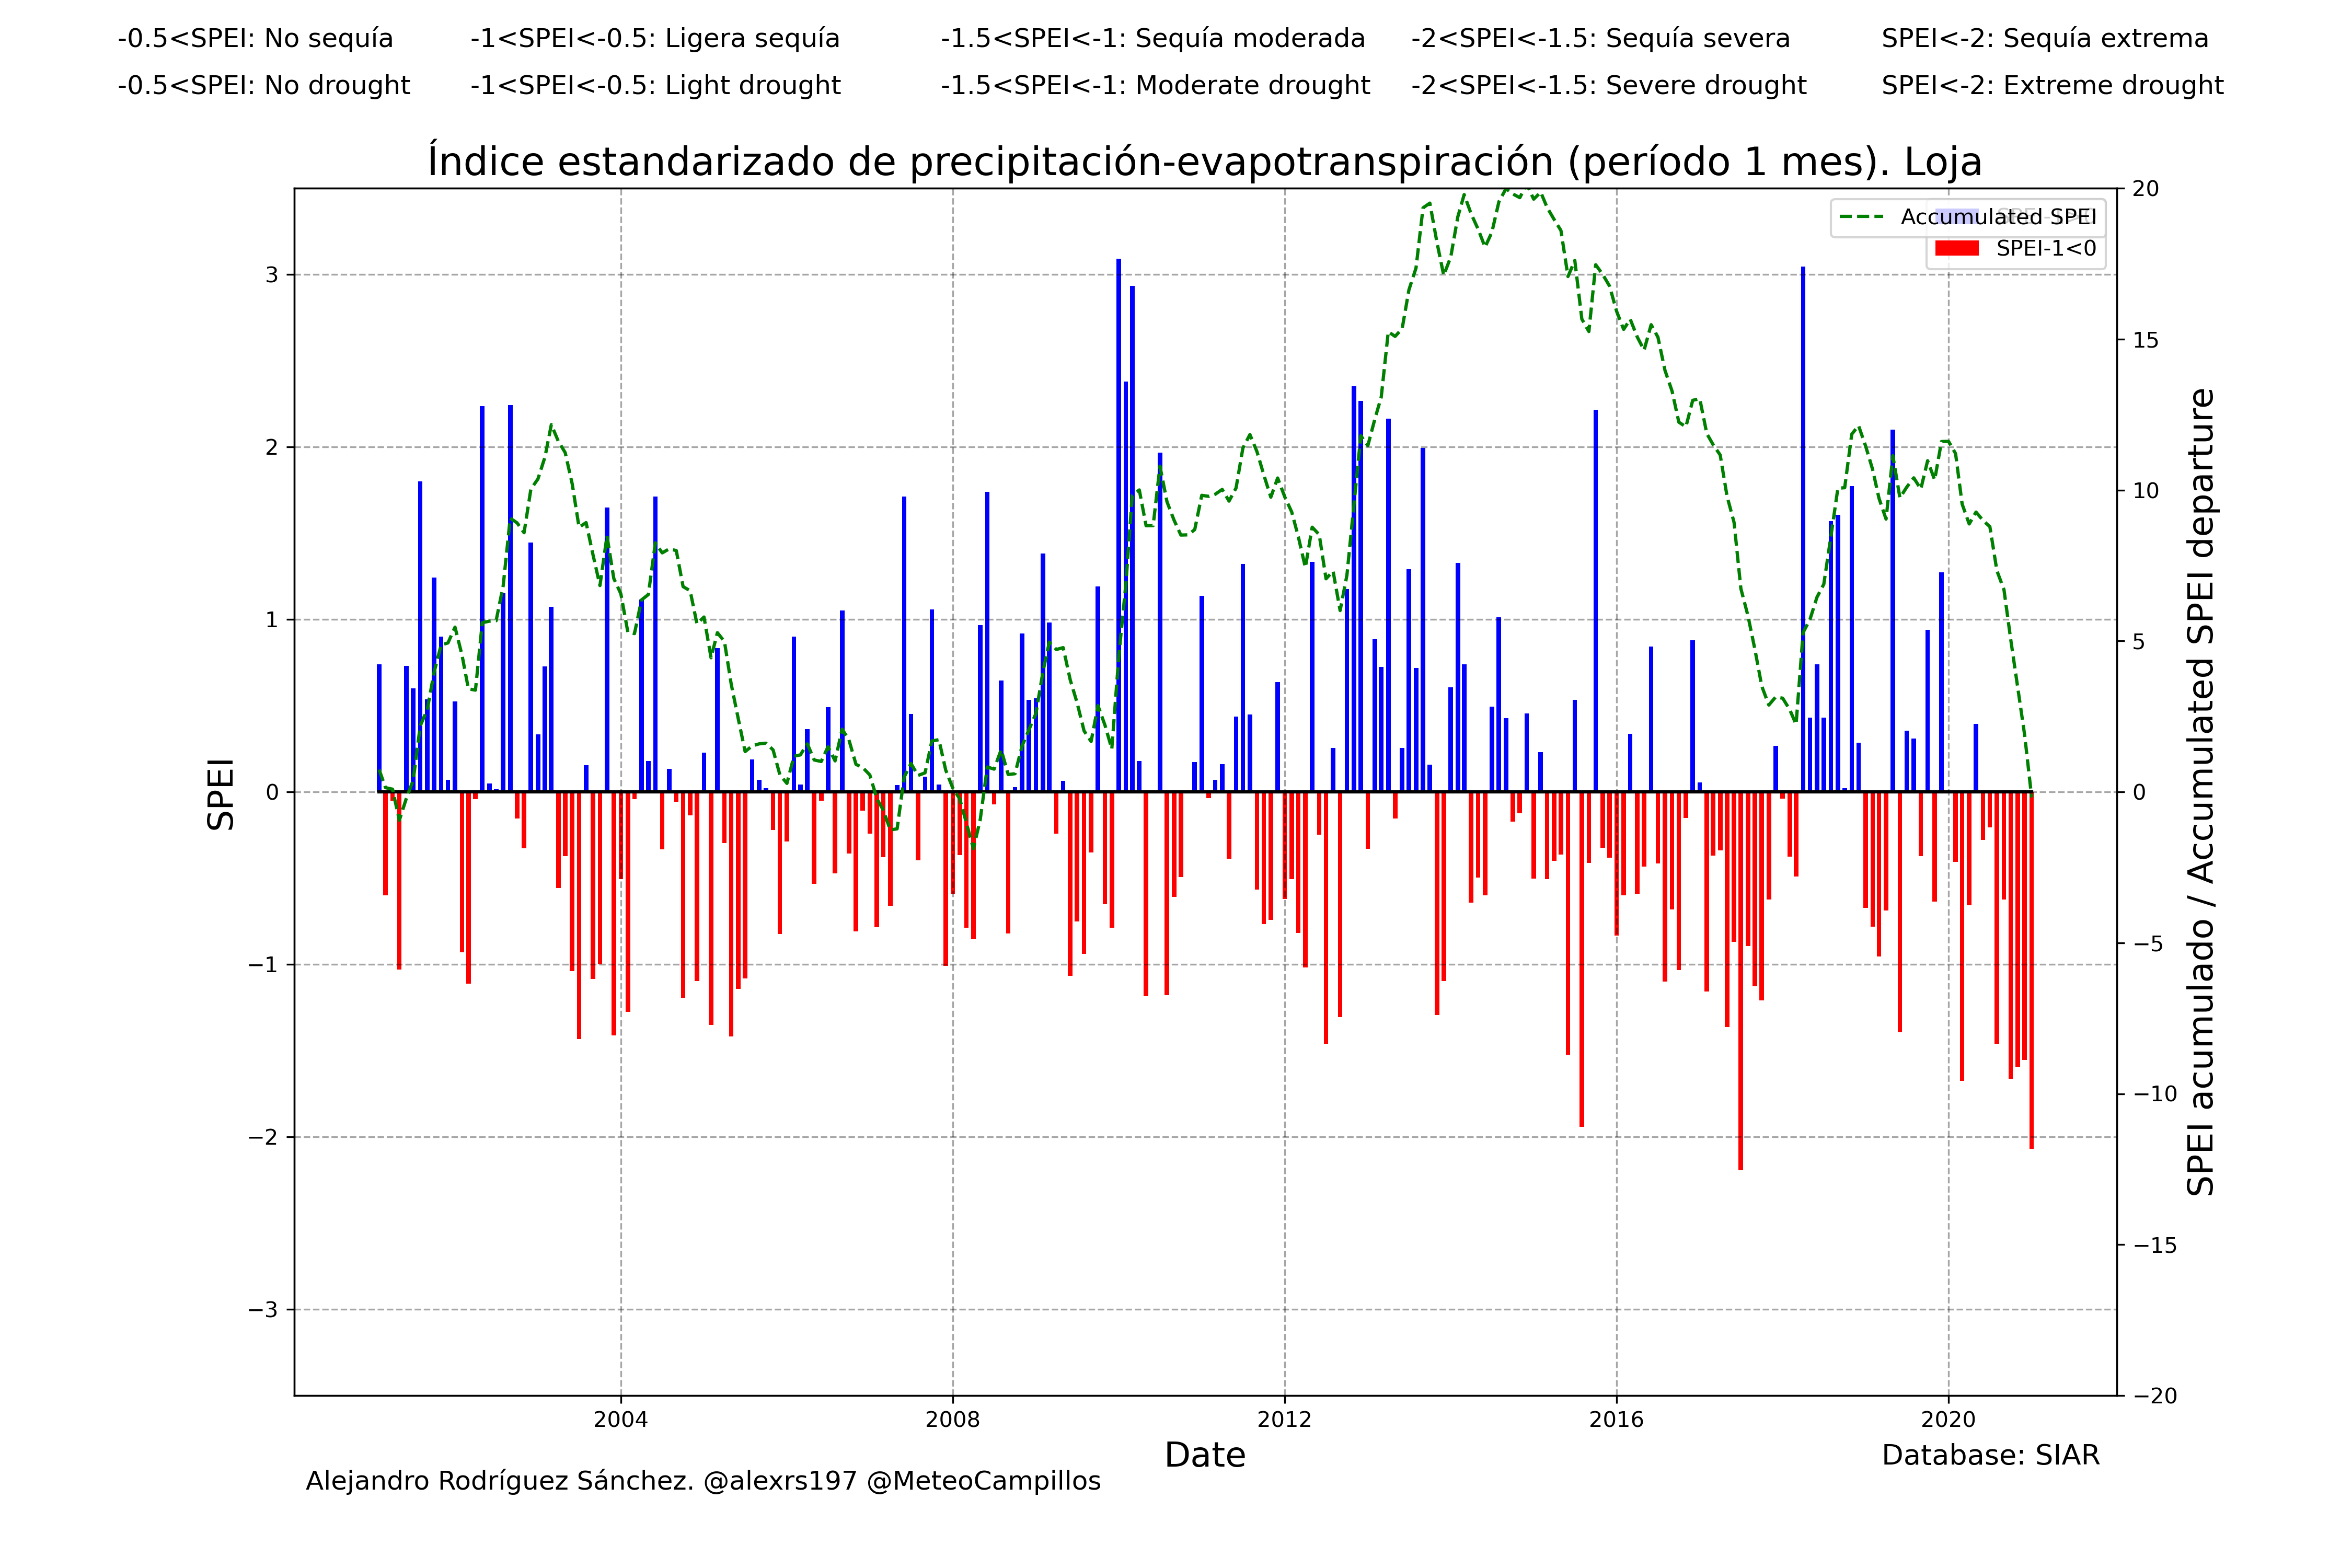 -0.5<SPEI: No sequía -1<SPEI<-0.5: Ligera sequía -1.5<SPEI<-1: Sequía moderada -2<SPEI<-1.5: Sequía severa SPEI<-2: Sequía extrema
-0.5<SPEI: No drought -1<SPEI<-0.5: Light drought -1.5<SPEI<-1: Moderate drought -2<SPEI<-1.5: Severe drought SPEI<-2: Extreme drought
Índice estandarizado de precipitación-evapotranspiración (período 1 mes). Loja
Accumulated SPEI
SPEI-1<0
SPEI
3
2
1
0
−1
−2
−3
20
15
10
5
0
−5
−10
−15
−20
SPEI acumulado / Accumulated SPEI departure
2004 2008 2012 2016 2020
Date
Database: SIAR
Alejandro Rodríguez Sánchez. @alexrs197 @MeteoCampillos